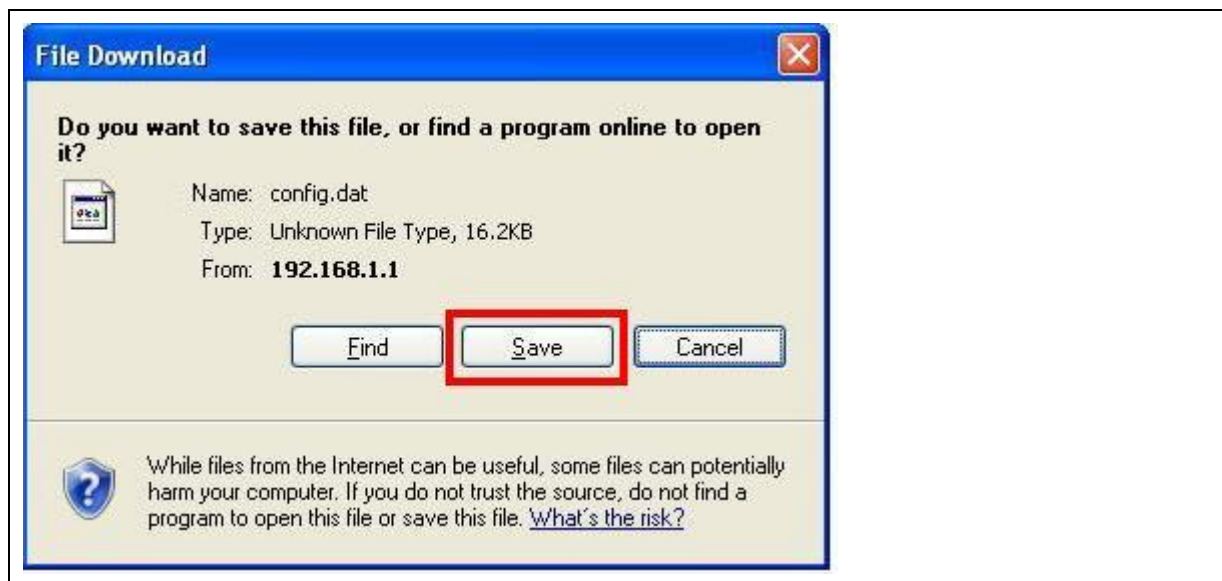 File Download
Do you want to save this file, or find a program online to open
it?
Name: config.dat
Type: Unknown File Type, 16.2KB
From: 192.168.1.1
Find Save Cancel
While files from the Internet can be useful, some files can potentially
harm your computer. If you do not trust the source, do not find a
program to open this file or save this file. What's the risk?